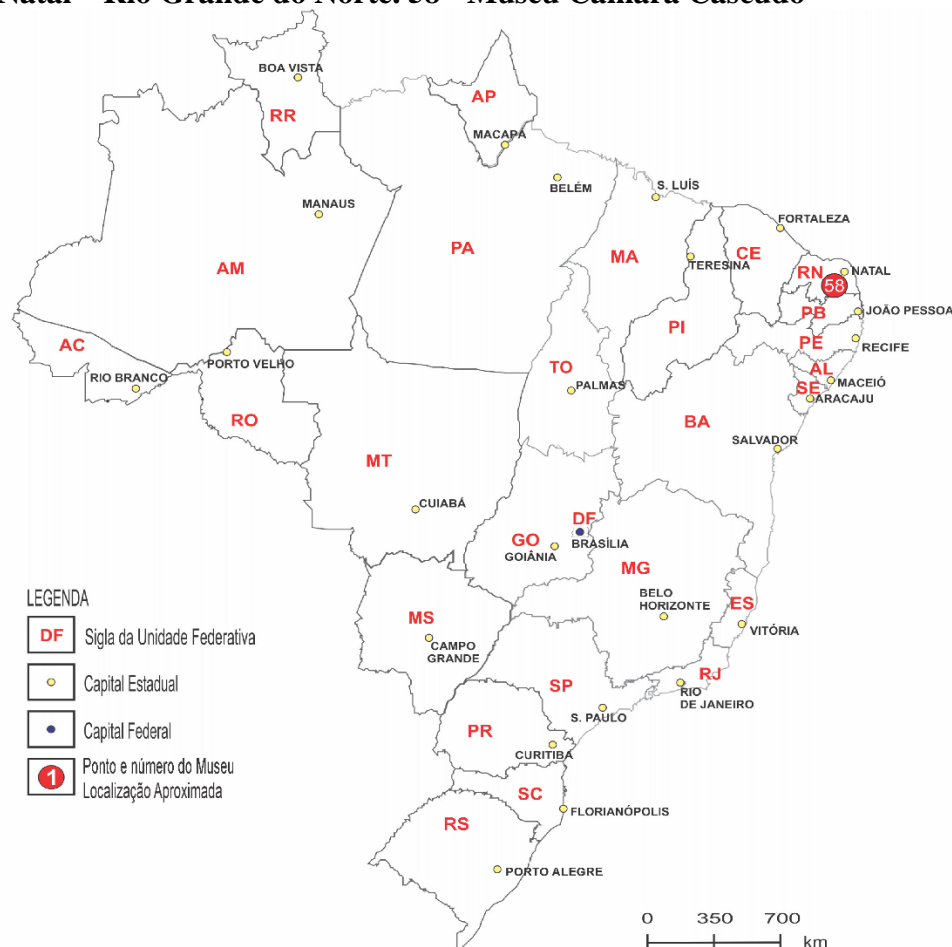 Natal – Rio Grande do Norte. 58 - Museu Câmara Cascudo
BOA VISTA
RR
AP
MACAPÁ
BELÉM
S. LUÍS
MANAUS
FORTALEZA
PA
MA
CE
TERESINA
RN
NATAL
AM
58
PB
JOÃO PESSOA
PI
PE
RECIFE
AC
PORTO VELHO
TO
AL
RIO BRANCO
PALMAS
SE
MACEIÓ
ARACAJU
RO
BA
MT
SALVADOR
CUIABÁ
DF
GO
BRASÍLIA
GOIÂNIA
MG
BELO
HORIZONTE
ES
MS
VITÓRIA
CAMPO
GRANDE
RJ
SP
RIO
DE JANEIRO
S. PAULO
PR
CURITIBA
SC
FLORIANÓPOLIS
RS
PORTO ALEGRE
LEGENDA
DF Sigla da Unidade Federativa
Capital Estadual
Capital Federal
1 Ponto e número do Museu
Localização Aproximada
0 350 700
km